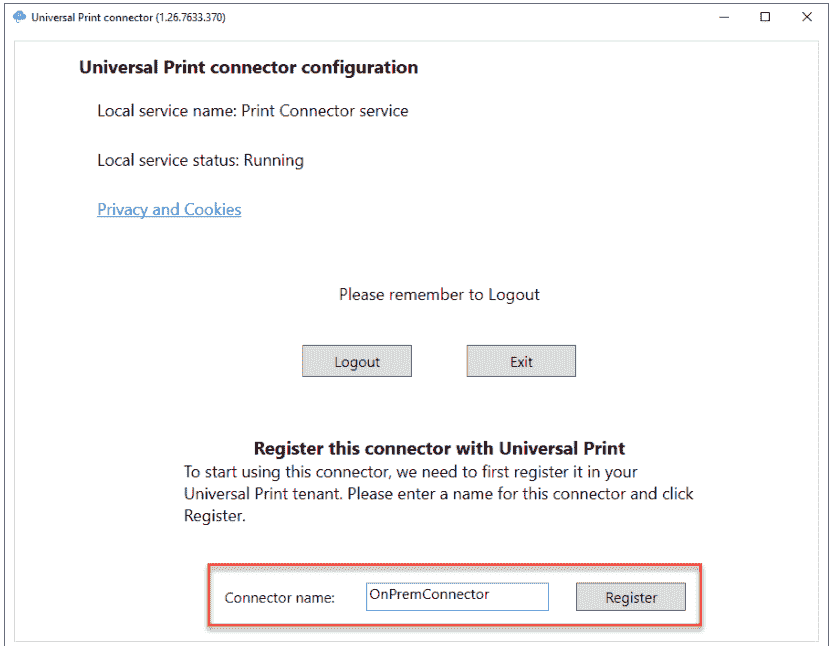 Universal Print connector (1.26.7633.370)
Universal Print connector configuration
Local service name: Print Connector service
Local service status: Running
Privacy and Cookies
Please remember to Logout
Logout Exit
Register this connector with Universal Print
To start using this connector, we need to first register it in your
Universal Print tenant. Please enter a name for this connector and click
Register.
Connector name: OnPremConnector Register